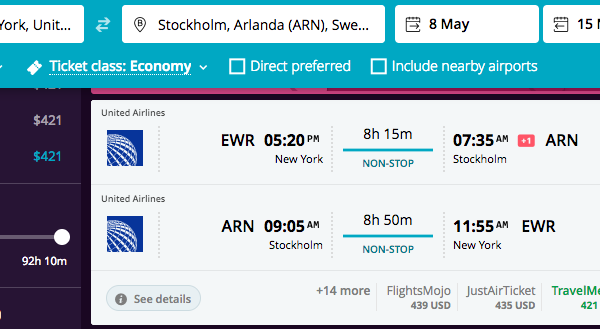 York, Unit...
Stockholm, Arlanda (ARN), Swe...
8 May
15 M
Ticket class: Economy
Direct preferred
Include nearby airports
$421
$421
$421
92h 10m
United Airlines
EWR 05:20 PM
New York
8h 15m
NON-STOP
07:35 AM +1 ARN
Stockholm
United Airlines
ARN 09:05 AM
Stockholm
8h 50m
NON-STOP
11:55 AM EWR
New York
See details
+14 more
FlightsMojo
439 USD
JustAirTicket
435 USD
TravelMe
421